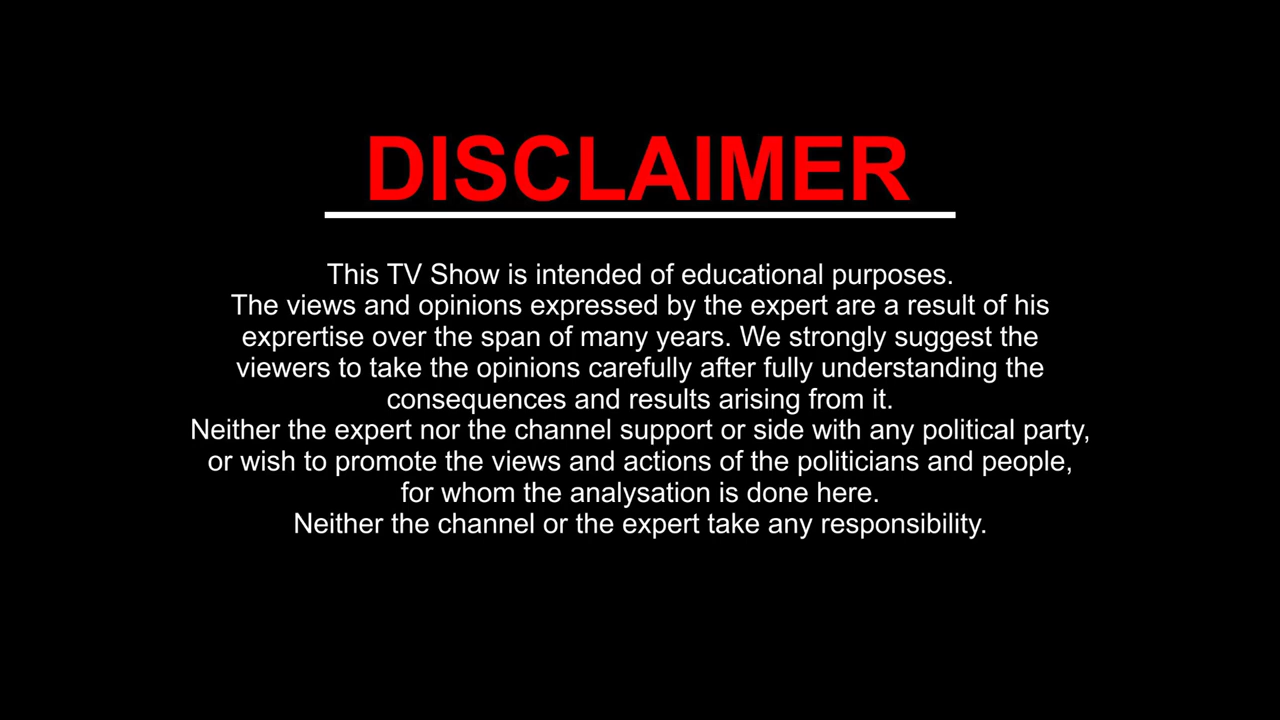 DISCLAIMER
This TV Show is intended of educational purposes.
The views and opinions expressed by the expert are a result of his
exprertise over the span of many years. We strongly suggest the
viewers to take the opinions carefully after fully understanding the
consequences and results arising from it.
Neither the expert nor the channel support or side with any political party,
or wish to promote the views and actions of the politicians and people,
for whom the analysation is done here.
Neither the channel or the expert take any responsibility.